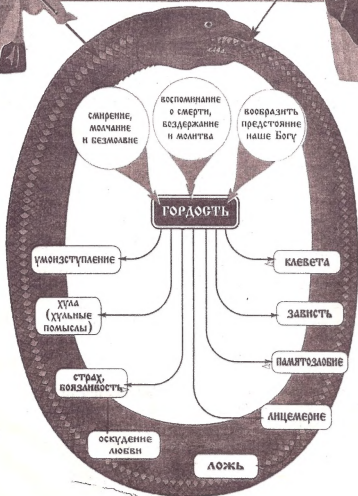 смирение,
молчание
и безмолвие
воспоминание
о смерти,
воздержание
и молитва
вообразить
предстояние
наше Богу
ГОРДОСТЬ
умоизступление
клевета
хула
(хульные
помыслы)
зависть
памятозлобие
страх,
боязливость
лицемерие
оскудение
любви
ложь